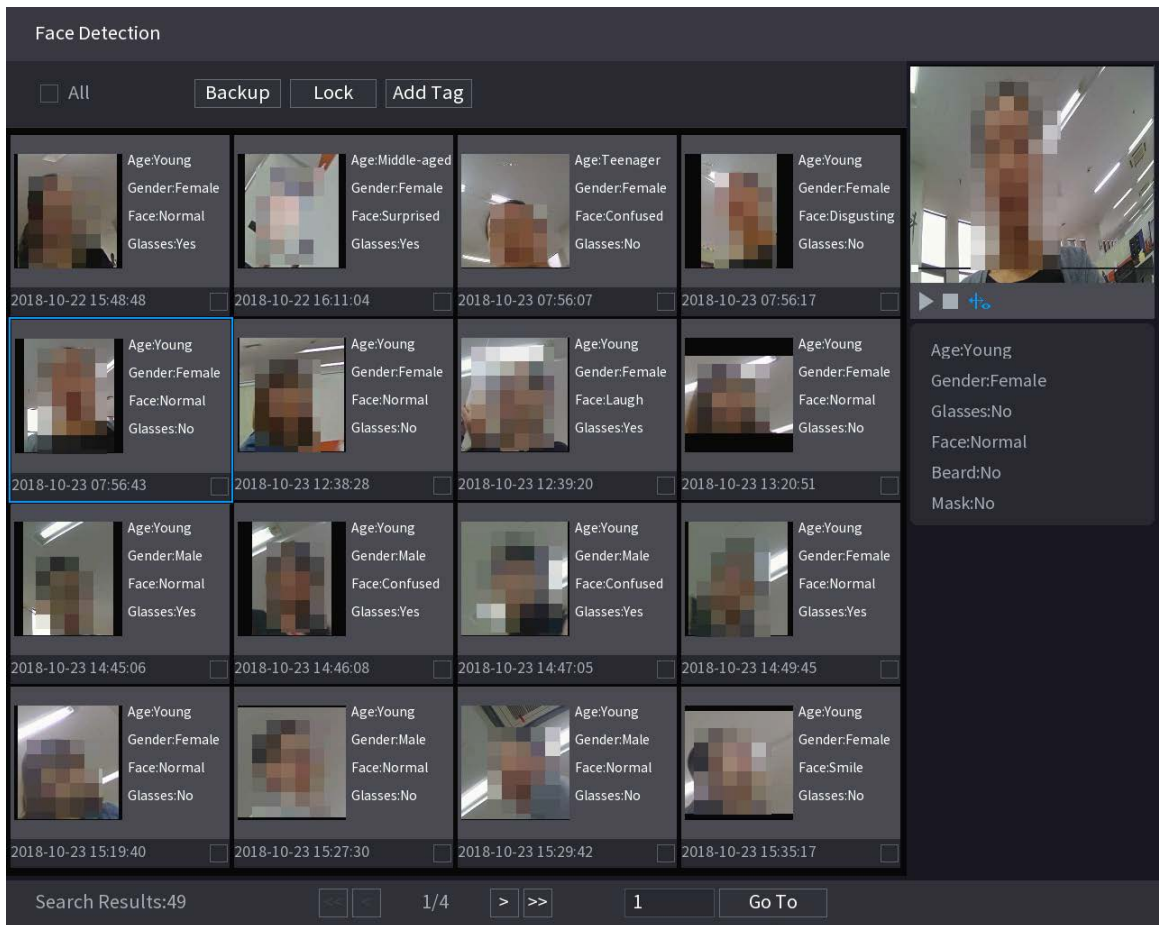 Face Detection
All Backup Lock Add Tag
Age:Young
Gender:Female
Face:Normal
Glasses:Yes
2018-10-22 15:48:48
Age:Middle-aged
Gender:Female
Face:Surprised
Glasses:Yes
2018-10-22 16:11:04
Age:Teenager
Gender:Female
Face:Confused
Glasses:No
2018-10-23 07:56:07
Age:Young
Gender:Female
Face:Disgusting
Glasses:No
2018-10-23 07:56:17
Age:Young
Gender:Female
Face:Normal
Glasses:No
2018-10-23 07:56:43
Age:Young
Gender:Female
Face:Normal
Glasses:No
2018-10-23 12:38:28
Age:Young
Gender:Female
Face:Laugh
Glasses:Yes
2018-10-23 12:39:20
Age:Young
Gender:Female
Face:Normal
Glasses:No
2018-10-23 13:20:51
Age:Young
Gender:Male
Face:Normal
Glasses:Yes
2018-10-23 14:45:06
Age:Young
Gender:Male
Face:Confused
Glasses:Yes
2018-10-23 14:46:08
Age:Young
Gender:Male
Face:Confused
Glasses:Yes
2018-10-23 14:47:05
Age:Young
Gender:Female
Face:Normal
Glasses:Yes
2018-10-23 14:49:45
Age:Young
Gender:Female
Face:Normal
Glasses:No
2018-10-23 15:19:40
Age:Young
Gender:Male
Face:Normal
Glasses:No
2018-10-23 15:27:30
Age:Young
Gender:Male
Face:Normal
Glasses:No
2018-10-23 15:29:42
Age:Young
Gender:Female
Face:Smile
Glasses:No
2018-10-23 15:35:17
Age:Young
Gender:Female
Glasses:No
Face:Normal
Beard:No
Mask:No
Search Results:49 << < 1/4 > >> 1 Go To